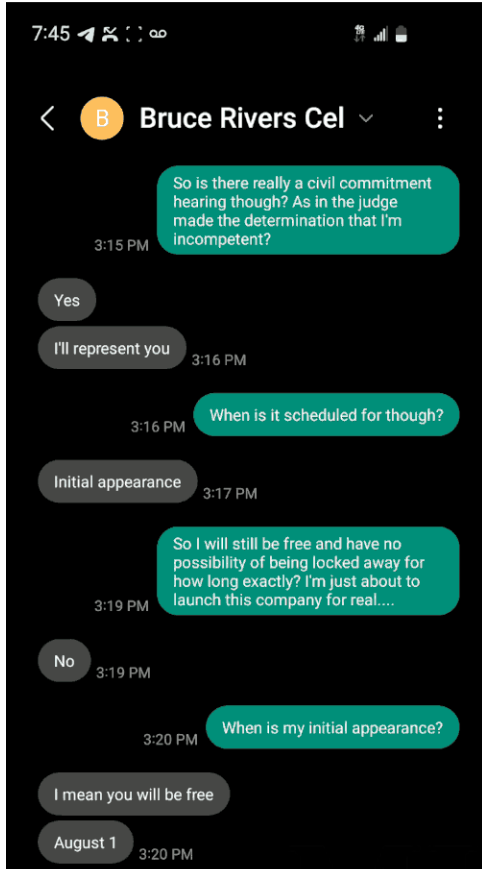 7:45
B Bruce Rivers Cel
So is there really a civil commitment
hearing though? As in the judge
made the determination that I'm
incompetent?
3:15 PM
Yes
I'll represent you
3:16 PM
When is it scheduled for though?
3:16 PM
Initial appearance
3:17 PM
So I will still be free and have no
possibility of being locked away for
how long exactly? I'm just about to
launch this company for real....
3:19 PM
No
3:19 PM
When is my initial appearance?
3:20 PM
I mean you will be free
August 1
3:20 PM